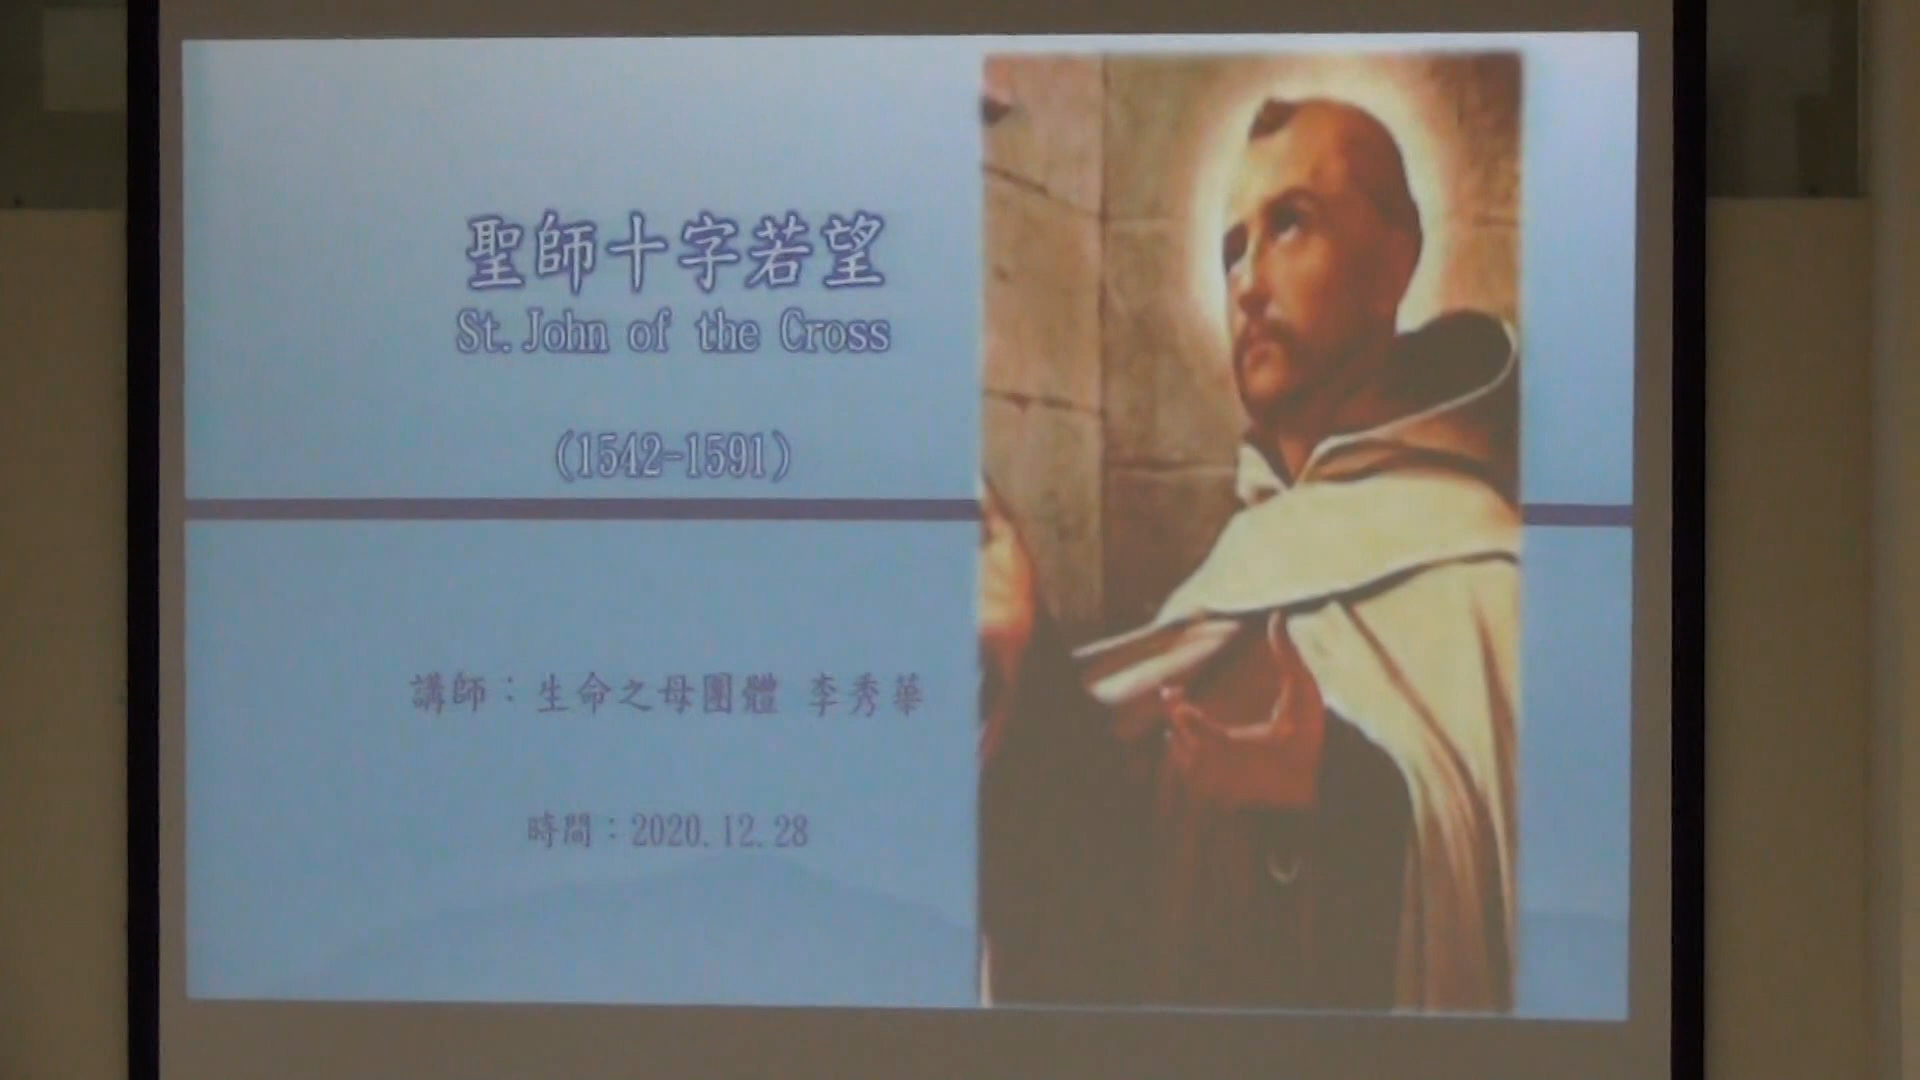 聖師十字若望
St. John of the Cross
(1542-1591)
講師：生命之母團體 李秀華
時間：2020.12.28